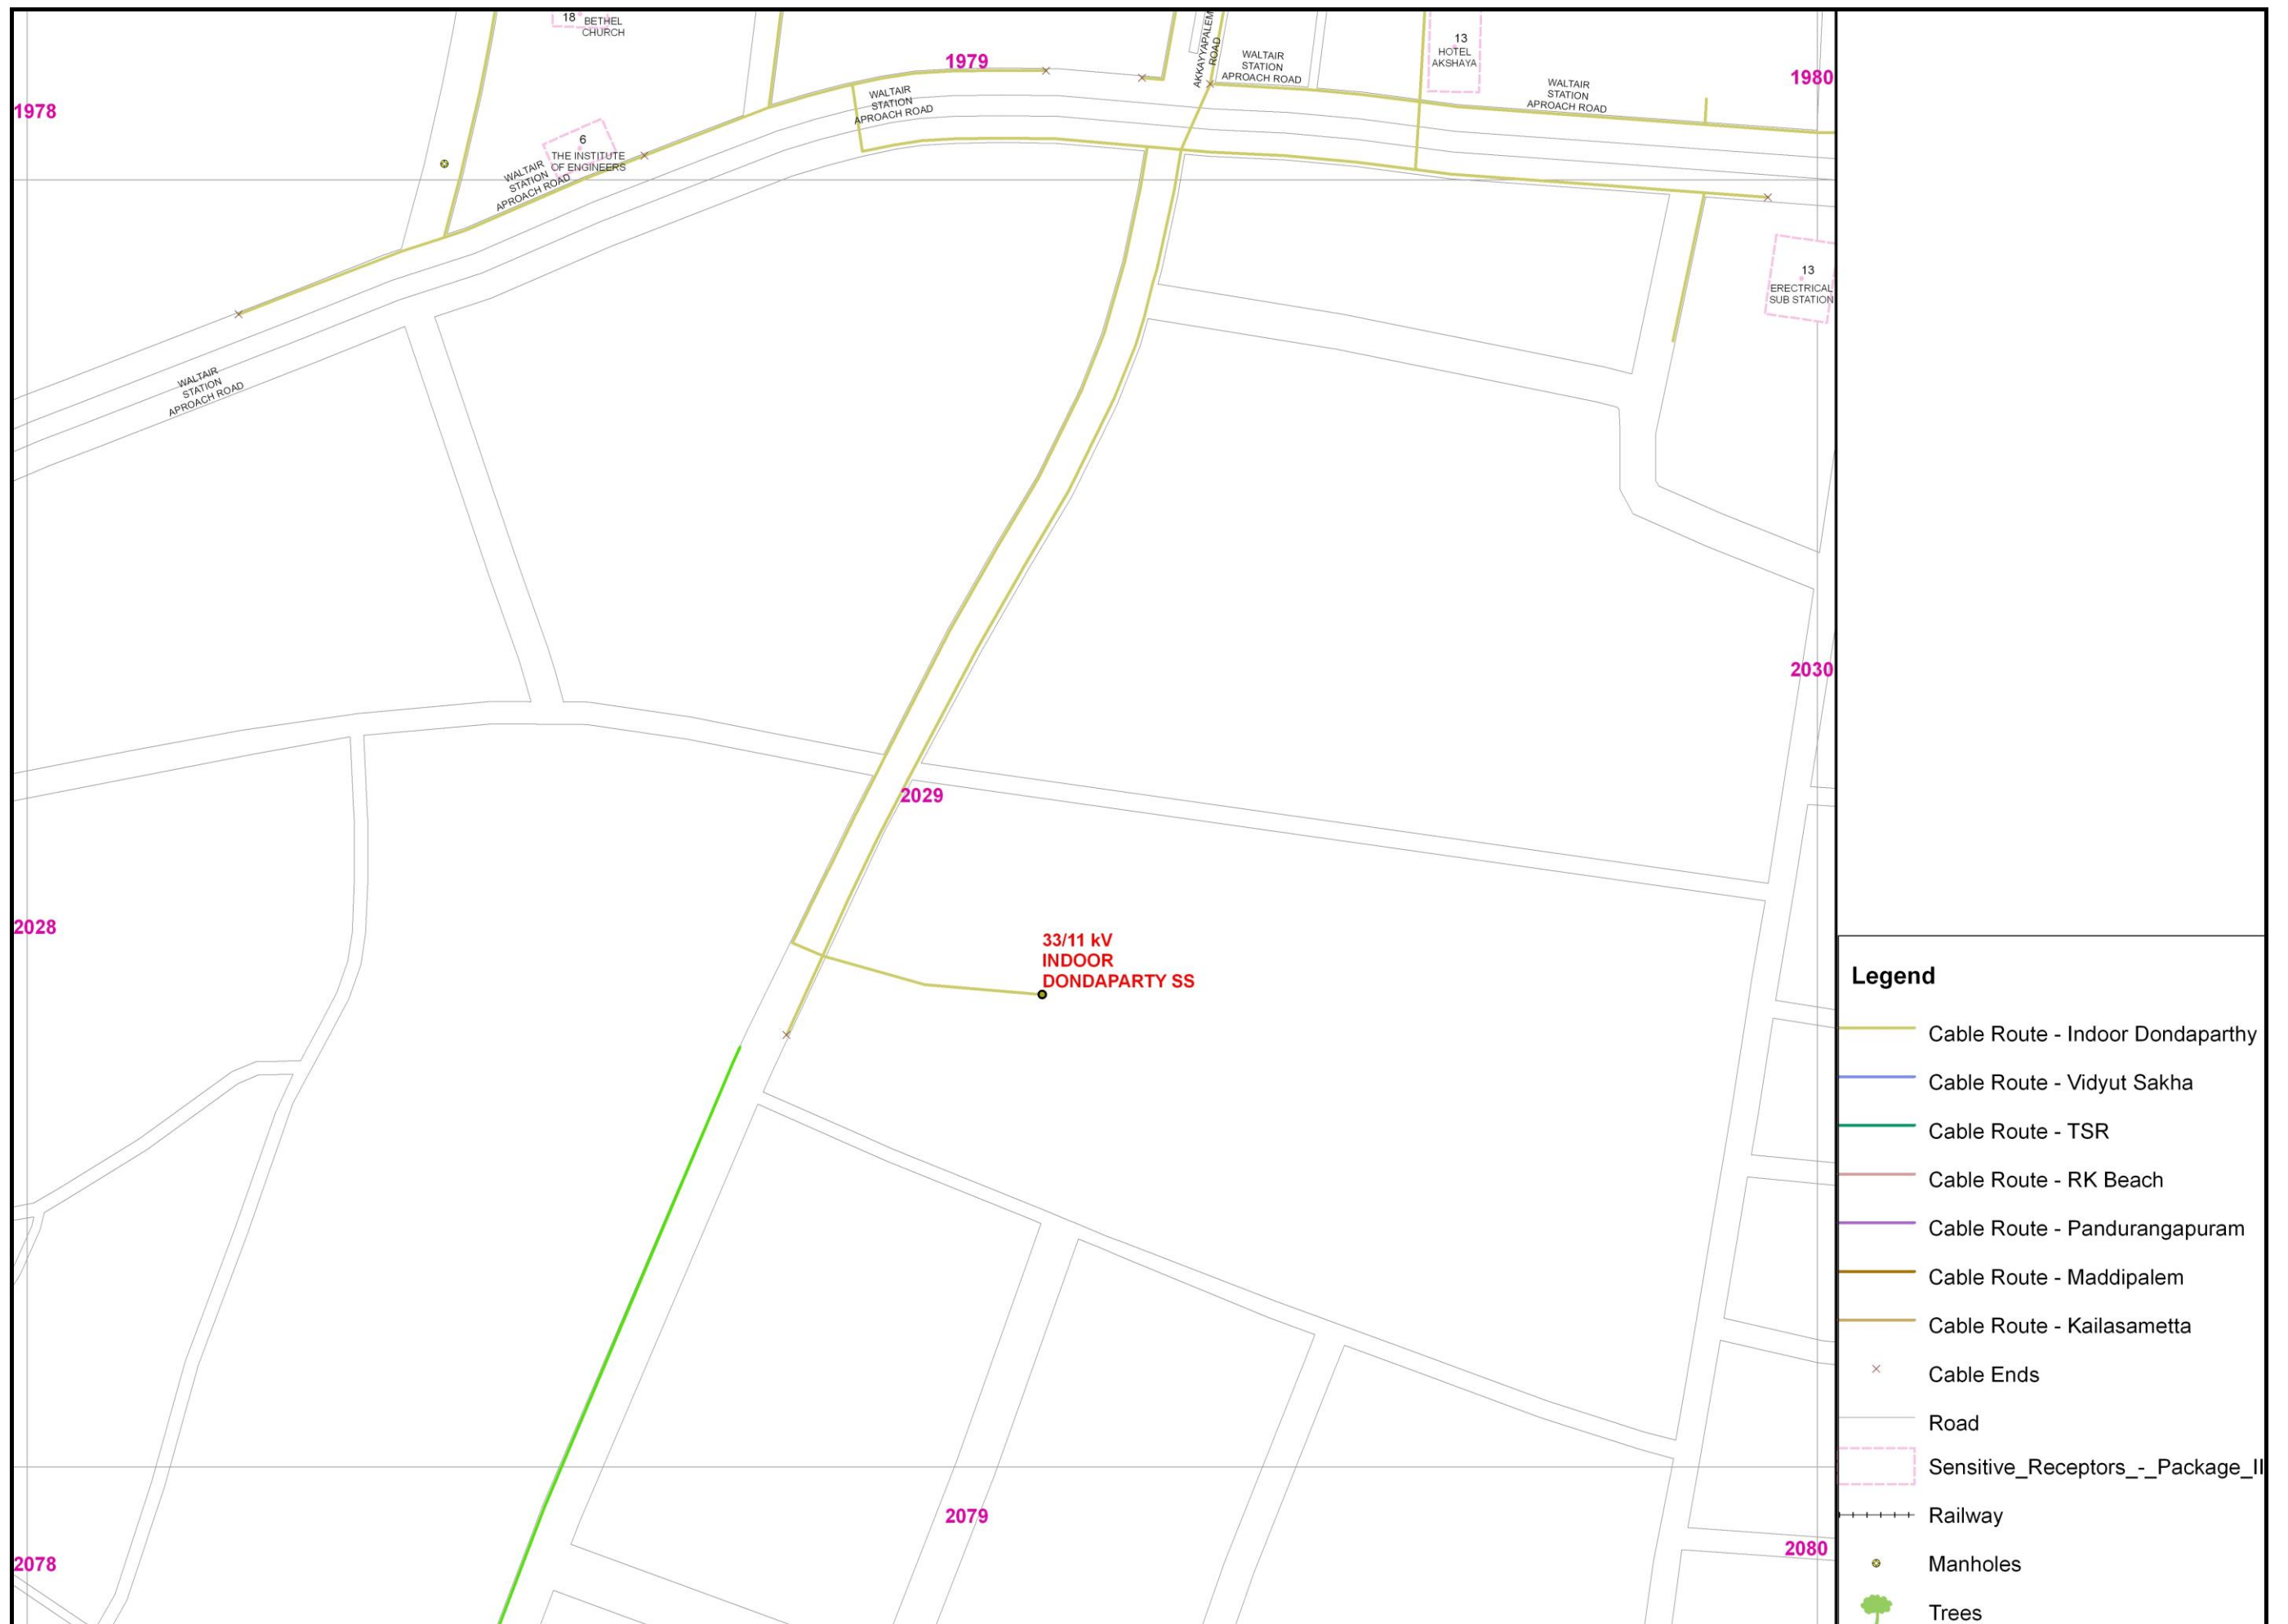 18 BETHEL
CHURCH
AKKAYYAPALEM
ROAD
1979
13
HOTEL
AKSHAYA
WALTAIR
STATION
APROACH ROAD
1980
WALTAIR
STATION
APROACH ROAD
WALTAIR
STATION
APROACH ROAD
1978
6
THE INSTITUTE
OF ENGINEERS
WALTAIR
STATION
APROACH ROAD
13
ERECTRICAL
SUB STATION
WALTAIR
STATION
APROACH ROAD
2030
2029
2028
33/11 kV
INDOOR
DONDAPARTY SS
2079
2080
2078
Legend
Cable Route - Indoor Dondaparthy
Cable Route - Vidyut Sakha
Cable Route - TSR
Cable Route - RK Beach
Cable Route - Pandurangapuram
Cable Route - Maddipalem
Cable Route - Kailasametta
Cable Ends
Road
Sensitive_Receptors_-_Package_II
Railway
Manholes
Trees